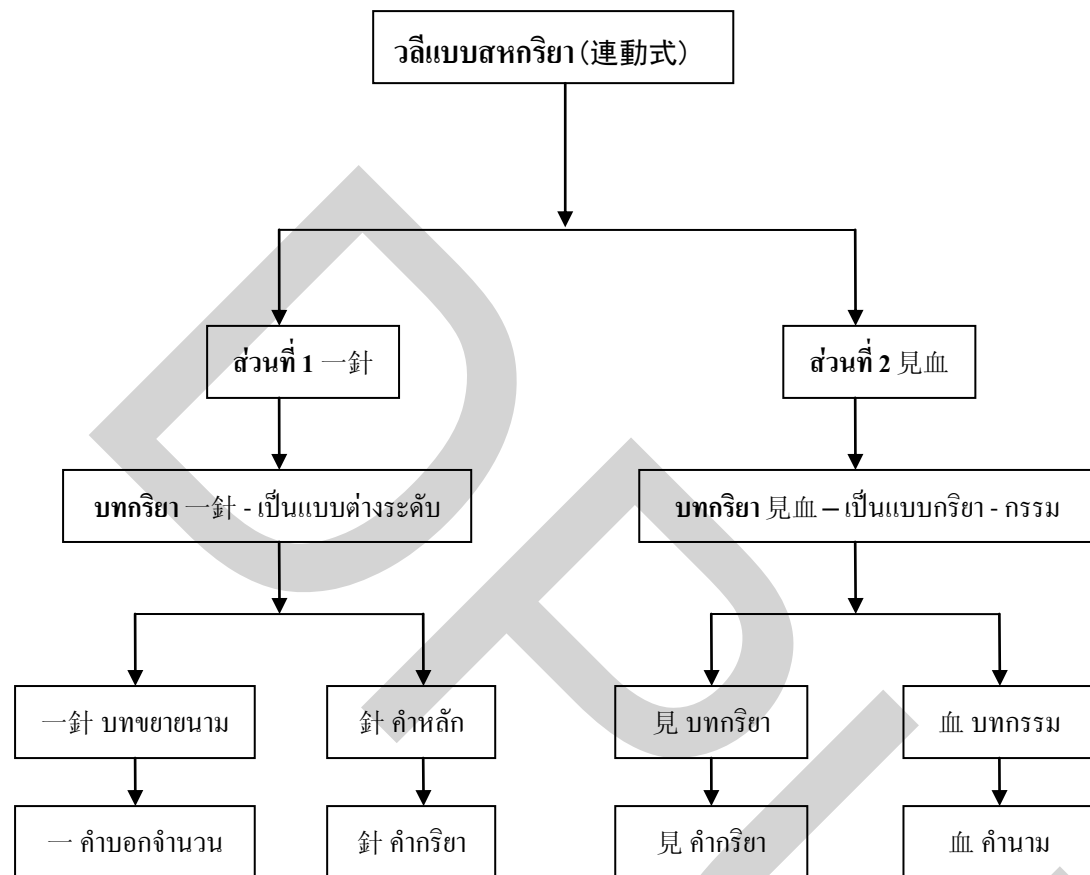 วลีแบบสหกริยา (連動式)
ส่วนที่ 1 一針
ส่วนที่ 2 見血
บทกริยา 一針 - เป็นแบบต่างระดับ
บทกริยา 見血 – เป็นแบบกริยา - กรรม
一針 บทขยายนาม
針 คำหลัก
見 บทกริยา
血 บทกรรม
一 คำบอกจำนวน
針 คำกริยา
見 คำกริยา
血 คำนาม